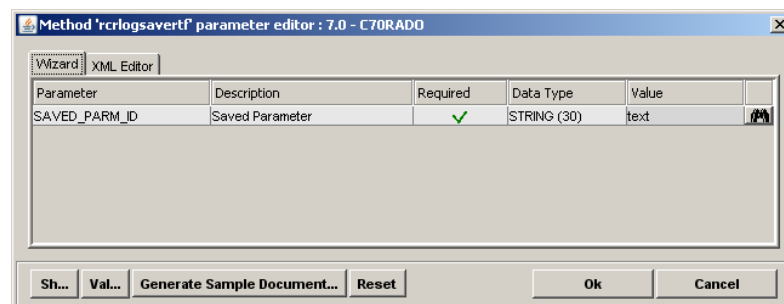 Method 'rcrlogsavertf' parameter editor : 7.0 - C70RADO
Wizard XML Editor
Parameter Description Required Data Type Value
SAVED_PARM_ID Saved Parameter STRING (30) text
Sh... Val... Generate Sample Document... Reset Ok Cancel